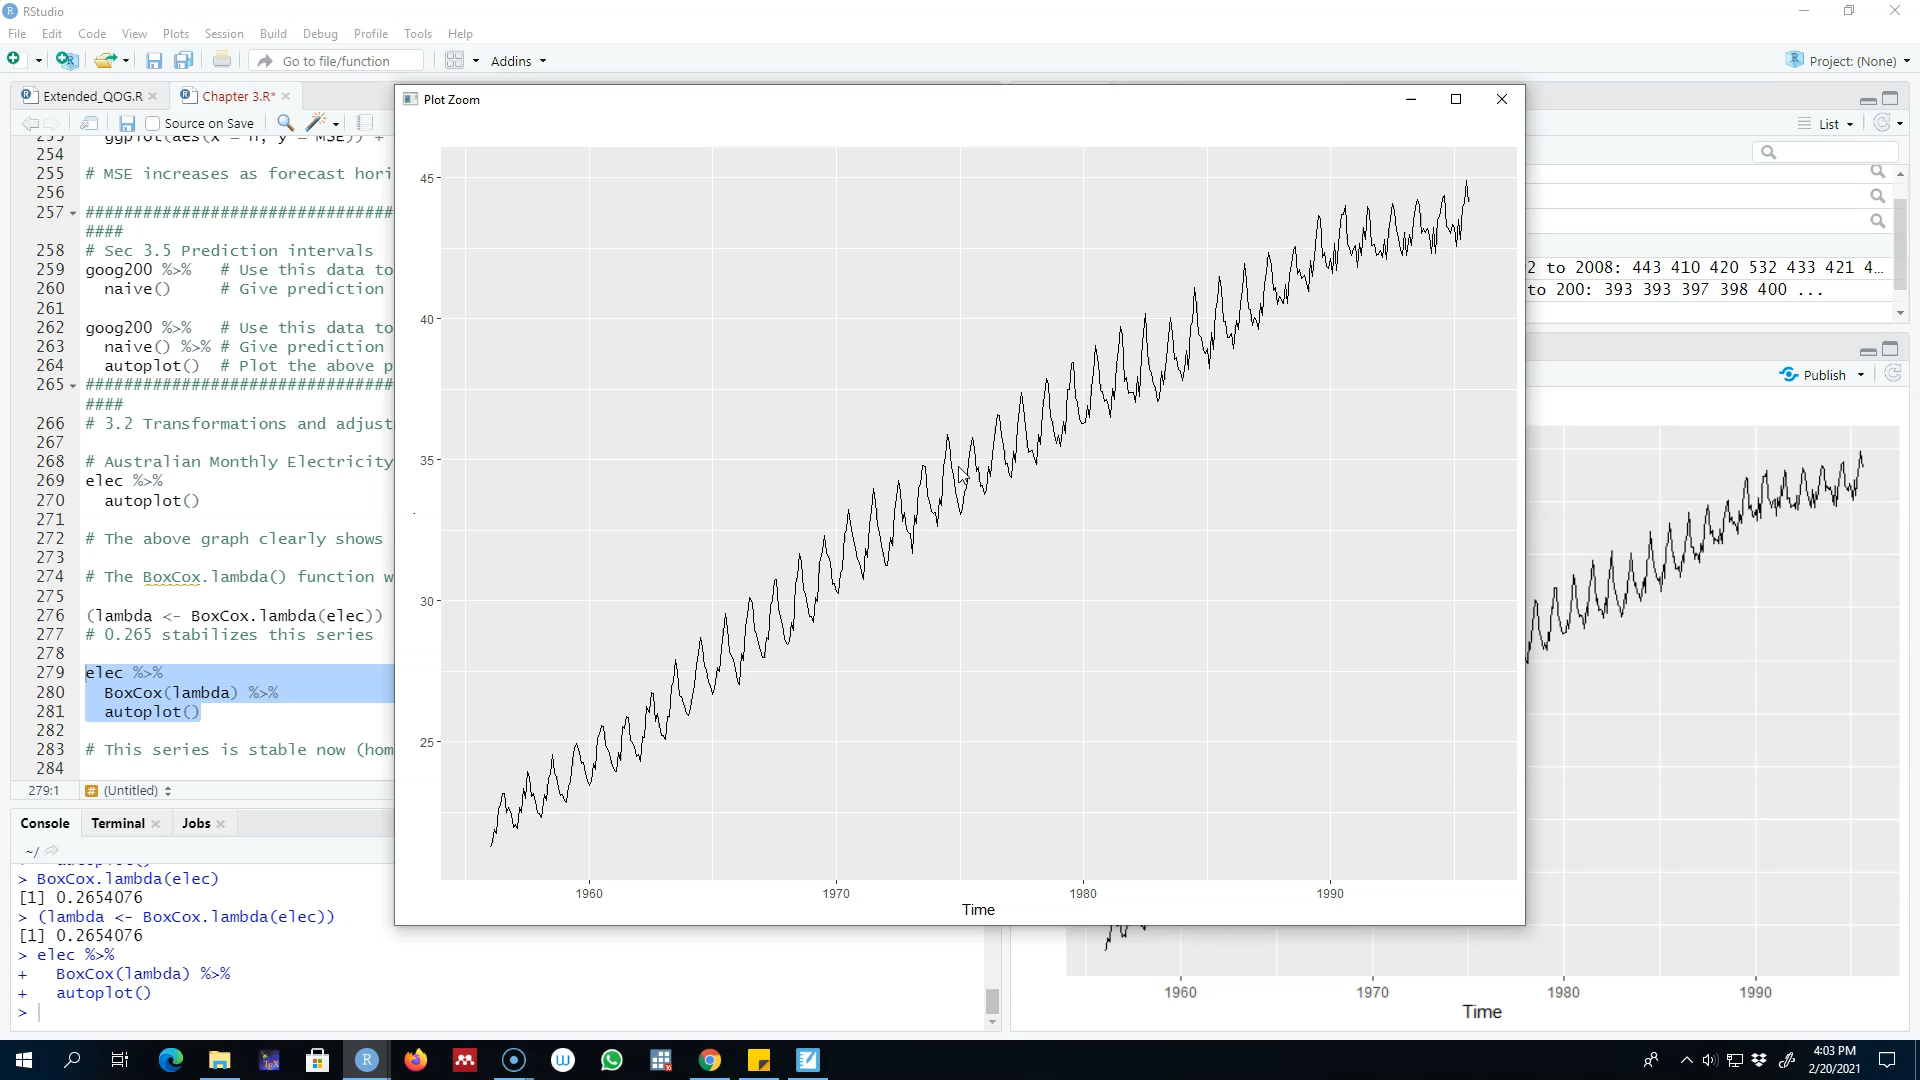 RStudio
File Edit Code View Plots Session Build Debug Profile Tools Help
Go to file/function Addins Project: (None)
Extended_QOG.R Chapter 3.R*
Source on Save
List
254
255 # MSE increases as forecast hori
256
257 ################################
####
258 # Sec 3.5 Prediction intervals
259 goog200 %>% # Use this data to
260 naive() # Give prediction
261
262 goog200 %>% # Use this data to
263 naive() %>% # Give prediction
264 autoplot() # Plot the above p
265 ################################
####
266 # 3.2 Transformations and adjust
267
268 # Australian Monthly Electricity
269 elec %>%
270 autoplot()
271
272 # The above graph clearly shows
273
274 # The BoxCox.lambda() function w
275
276 (lambda <- BoxCox.lambda(elec))
277 # 0.265 stabilizes this series
278
279 elec %>%
280 BoxCox(lambda) %>%
281 autoplot()
282
283 # This series is stable now (hom
284
279:1 (Untitled)
Console Terminal Jobs
~/
> BoxCox.lambda(elec)
[1] 0.2654076
> (lambda <- BoxCox.lambda(elec))
[1] 0.2654076
> elec %>%
+ BoxCox(lambda) %>%
+ autoplot()
>
Plot Zoom
45
40
35
30
25
1960 1970 1980 1990
Time
2 to 2008: 443 410 420 532 433 421 4…
to 200: 393 393 397 398 400 ...
Publish
1960 1970 1980 1990
Time
4:03 PM
2/20/2021